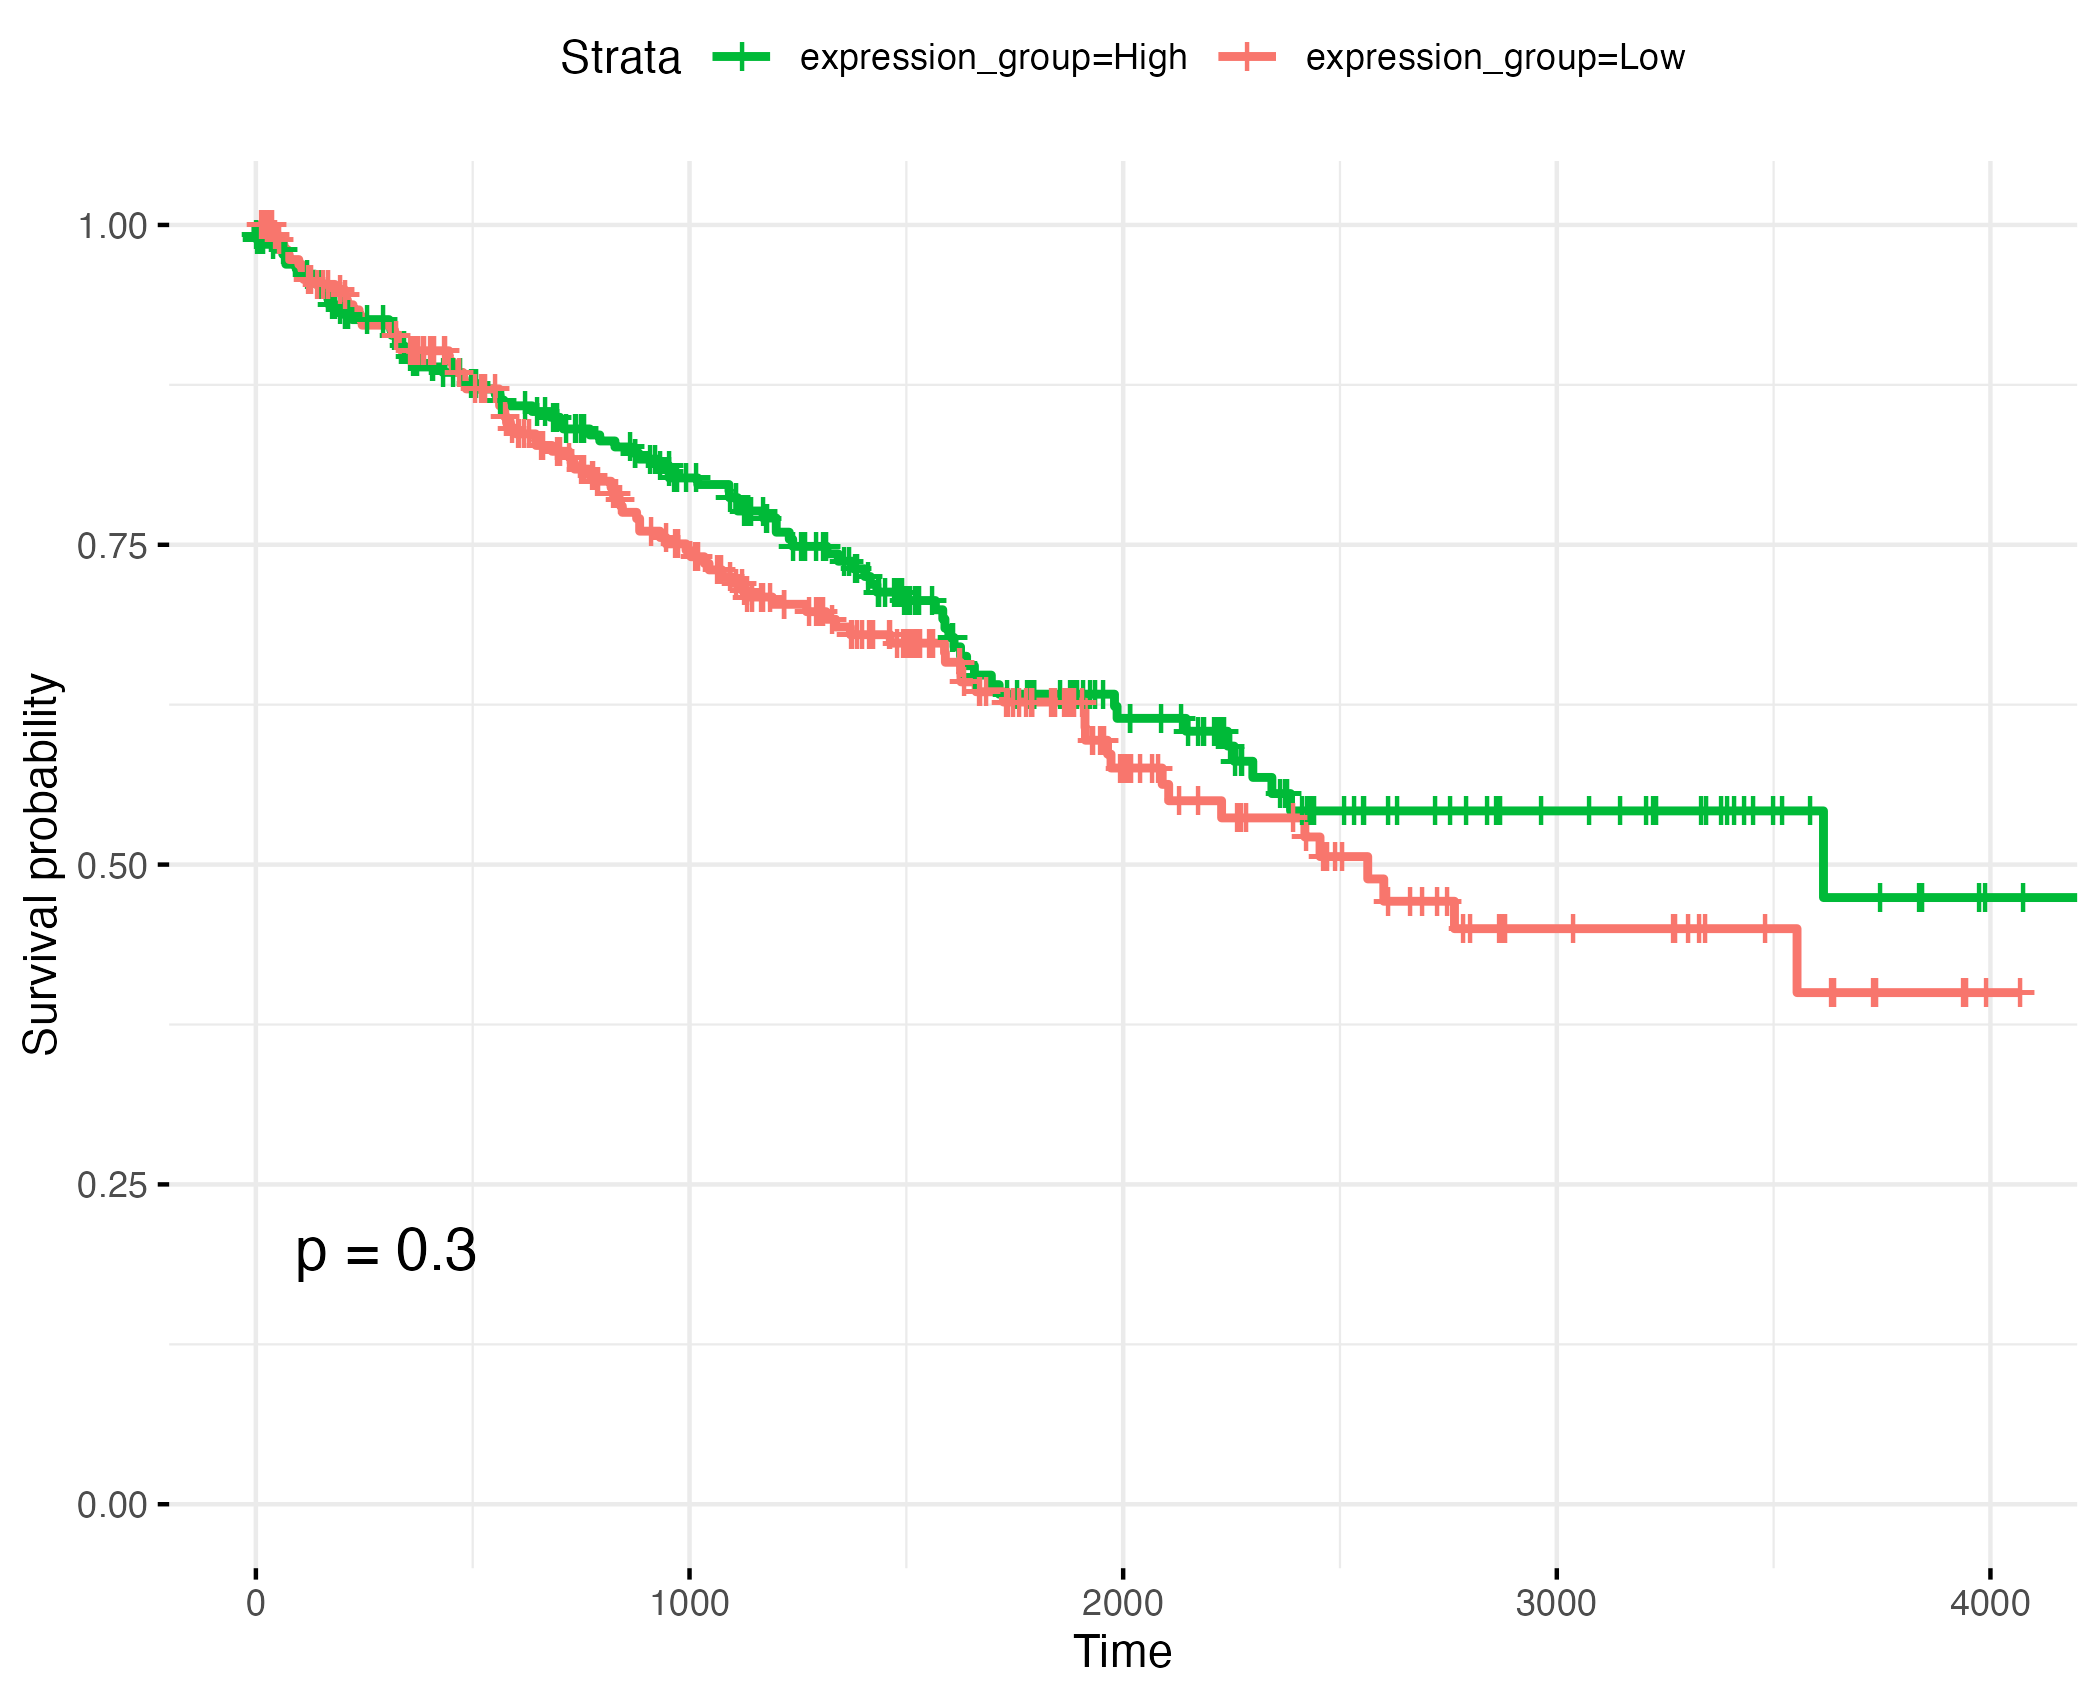 Strata expression_group=High expression_group=Low
1.00
0.75
0.50
0.25
0.00
Survival probability
p = 0.3
0 1000 2000 3000 4000
Time